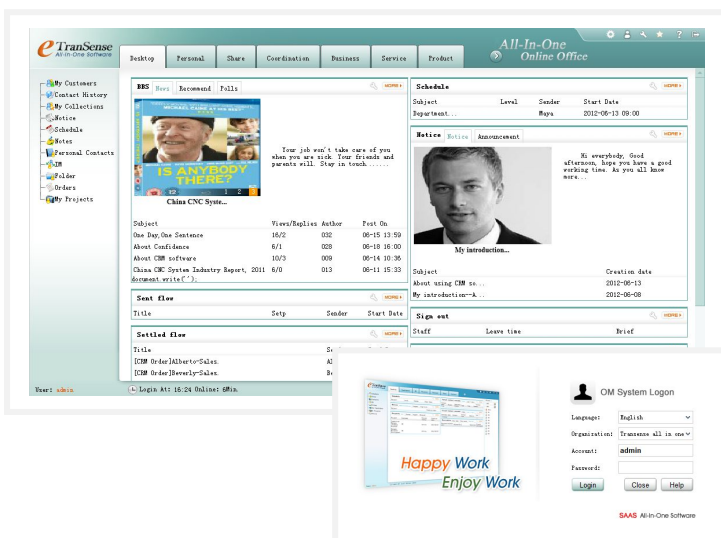 eTranSense
All-In-One Software
Desktop Personal Share Coordination Business Service Product
All-In-One
Online Office
My Customers
Contact History
My Collections
Notice
Schedule
Notes
Personal Contacts
IM
Folder
Orders
My Projects
BBS News Recommend Polls MORE
IS ANYBODY
THERE?
12 1 2 3
China CNC Syste...
Your job won't take care of you
when you are sick. Your friends and
parents will. Stay in touch......
Subject Views/Replies Author Post On
One Day,One Sentence 16/2 032 06-15 13:59
About Confidence 6/1 028 06-18 16:00
About CRM software 10/3 009 06-14 10:36
China CNC System Industry Report, 2011 6/0 013 06-11 15:33
document.write('');
Sent flow MORE
Title Setp Sender Start Date
Settled flow MORE
Title
[CRM Order]Alberto-Sales.
[CRM Order]Beverly-Sales.
Schedule MORE
Subject Level Sender Start Date
Department... Maya 2012-06-13 09:00
Notice Notice Announcement MORE
Hi everybody, Good
afternoon, hope you have a good
working time. As you all know
more...
My introduction...
Subject Creation date
About using CRM so... 2012-06-13
My introduction--A... 2012-06-08
Sign out MORE
Staff Leave time Brief
User: admin
Login At: 16:24 Online: 6Min.
Happy Work
Enjoy Work
OM System Logon
Language: English
Organization: Transense all in one
Account: admin
Password:
Login Close Help
SAAS All-In-One Software